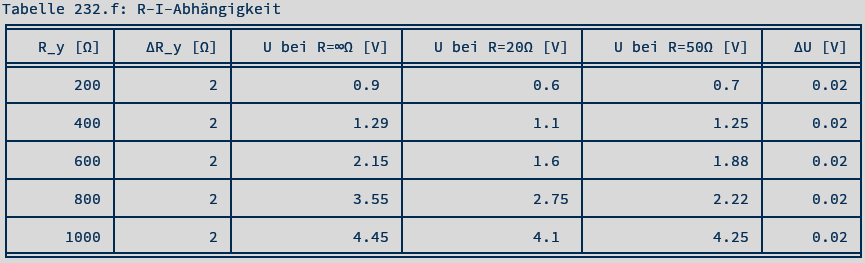 Tabelle 232.f: R-I-Abhängigkeit
R_y [Ω] ΔR_y [Ω] U bei R=∞Ω [V] U bei R=20Ω [V] U bei R=50Ω [V] ΔU [V]
200 2 0.9 0.6 0.7 0.02
400 2 1.29 1.1 1.25 0.02
600 2 2.15 1.6 1.88 0.02
800 2 3.55 2.75 2.22 0.02
1000 2 4.45 4.1 4.25 0.02